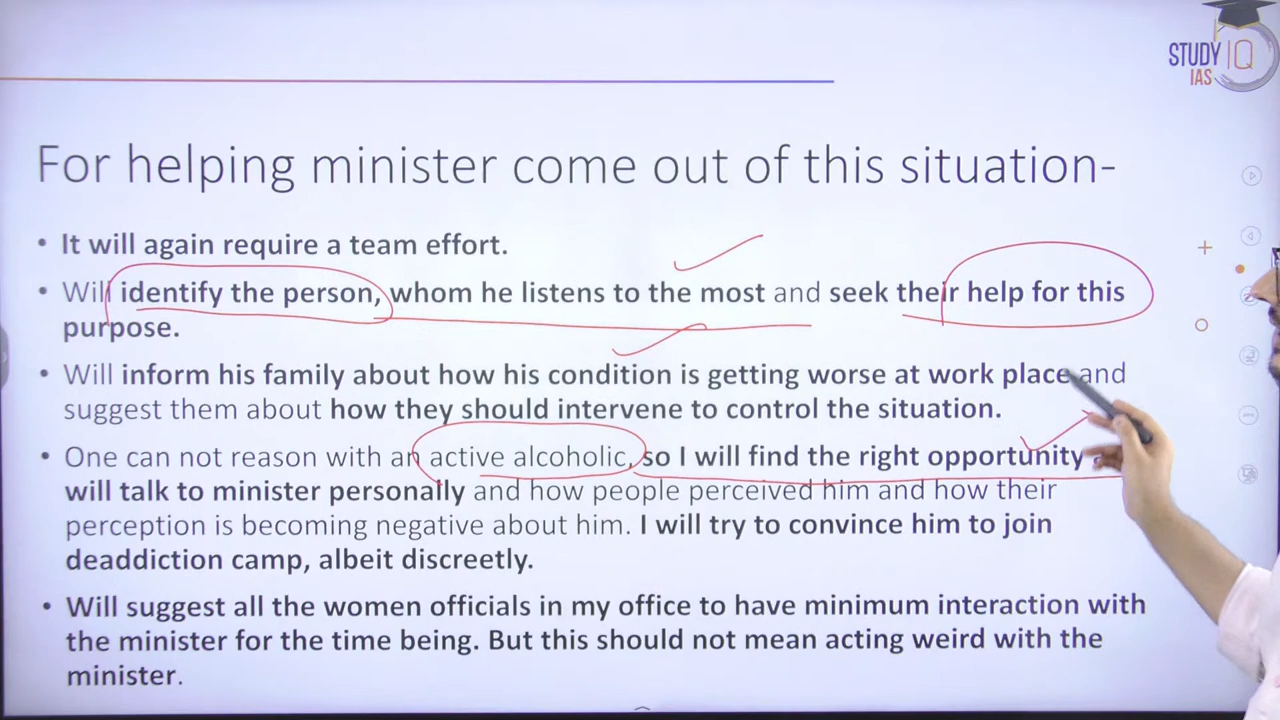 STUDY IQ
IAS
For helping minister come out of this situation-
• It will again require a team effort.
• Will identify the person, whom he listens to the most and seek their help for this
purpose.
• Will inform his family about how his condition is getting worse at work place and
suggest them about how they should intervene to control the situation.
• One can not reason with an active alcoholic, so I will find the right opportunity
will talk to minister personally and how people perceived him and how their
perception is becoming negative about him. I will try to convince him to join
deaddiction camp, albeit discreetly.
• Will suggest all the women officials in my office to have minimum interaction with
the minister for the time being. But this should not mean acting weird with the
minister.